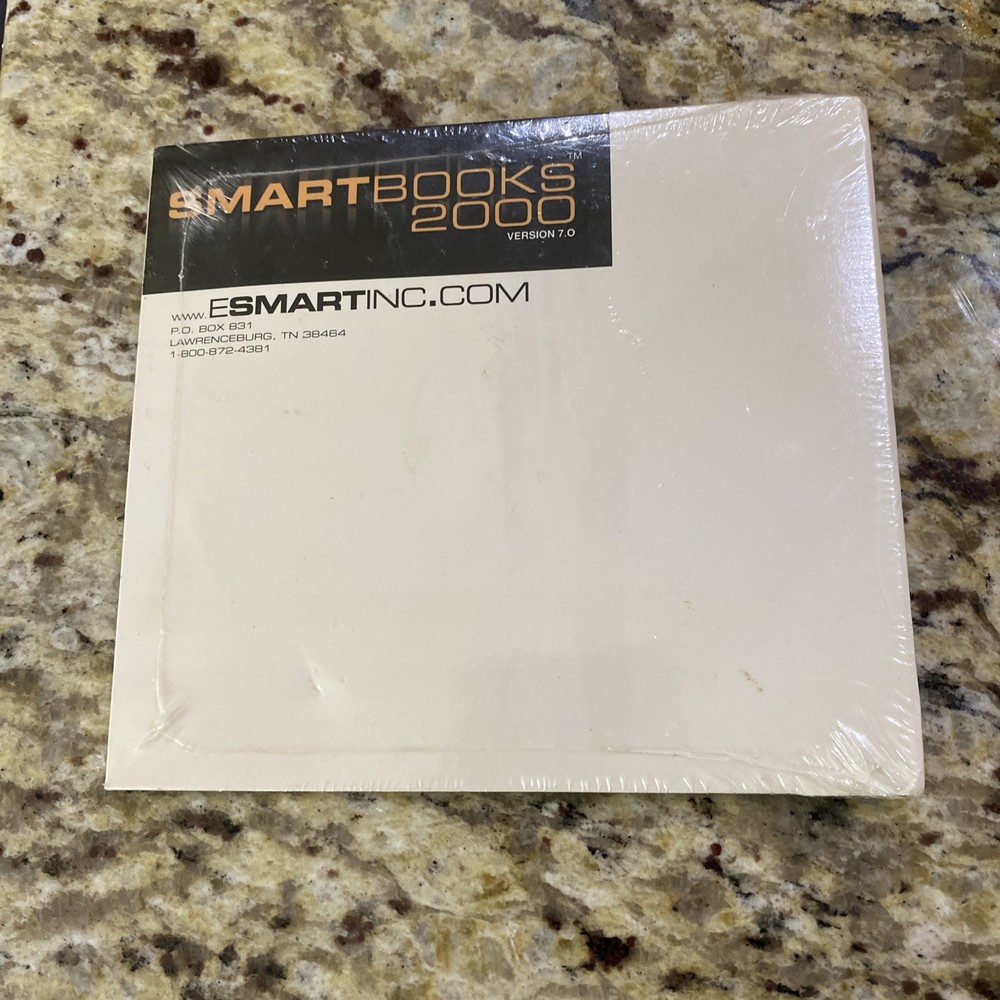 SMARTBOOKS™
2000
VERSION 7.0
www.ESMARTINC.COM
P.O. BOX 831
LAWRENCEBURG, TN 38464
1-800-872-4381